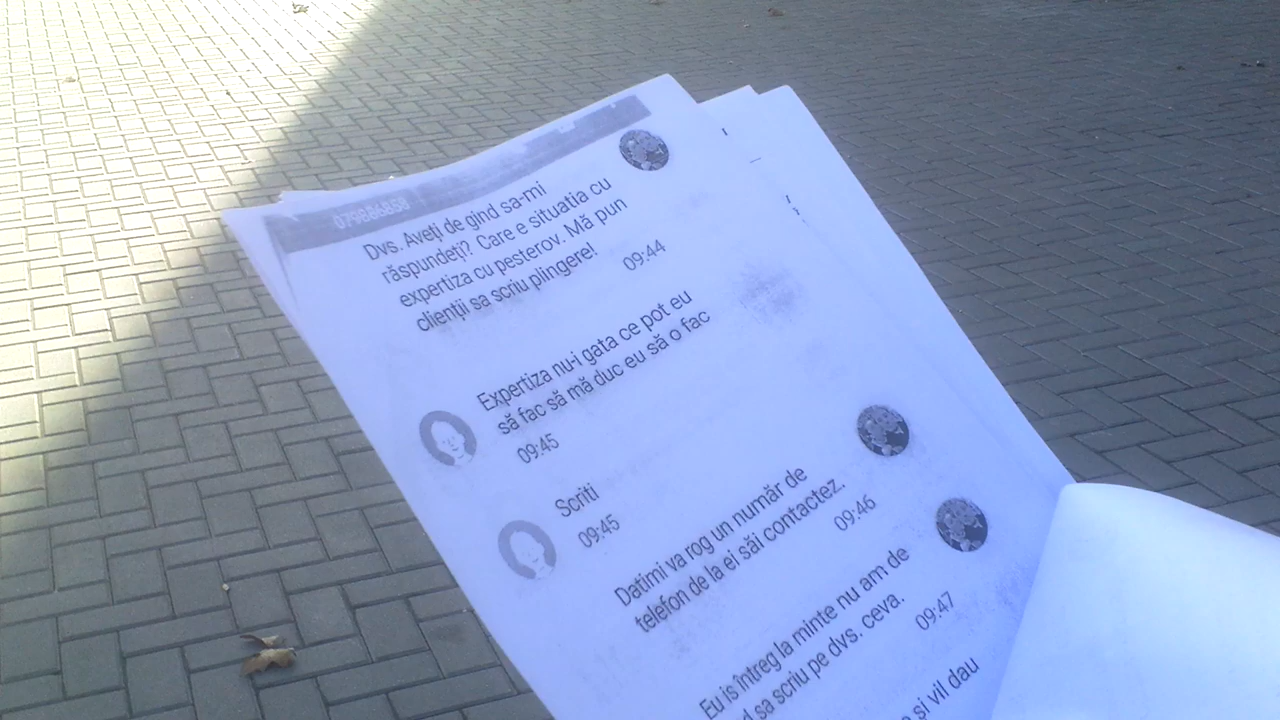 Dvs. Aveți de gind sa-mi
răspundeți?. Care e situatia cu
expertiza cu pesterov. Mă pun
clienții sa scriu plingere!
09:44
Expertiza nu-i gata ce pot eu
să fac să mă duc eu să o fac
09:45
Scriti
09:45
Datimi va rog un număr de
telefon de la ei săi contactez.
09:46
Eu is întreg la minte nu am de
sa scriu pe dvs. ceva.
09:47
și vil dau